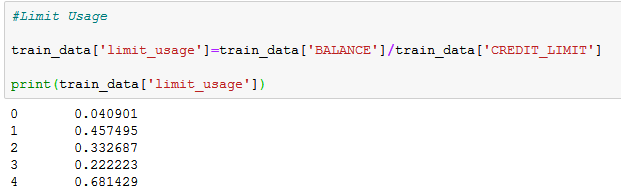 #Limit Usage
train_data['limit_usage']=train_data['BALANCE']/train_data['CREDIT_LIMIT']
print(train_data['limit_usage'])
0 0.040901
1 0.457495
2 0.332687
3 0.222223
4 0.681429